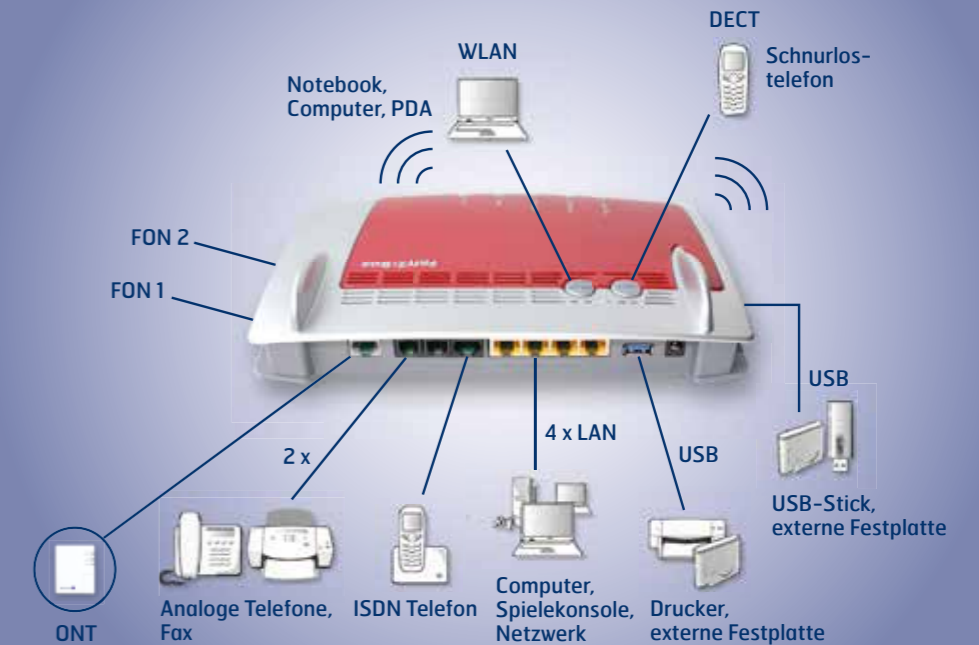 DECT
WLAN
Schnurlos-
telefon
Notebook,
Computer, PDA
FON 2
FON 1
USB
4 x LAN
2 x
USB
USB-Stick,
externe Festplatte
ONT
Analoge Telefone,
Fax
ISDN Telefon
Computer,
Spielekonsole,
Netzwerk
Drucker,
externe Festplatte